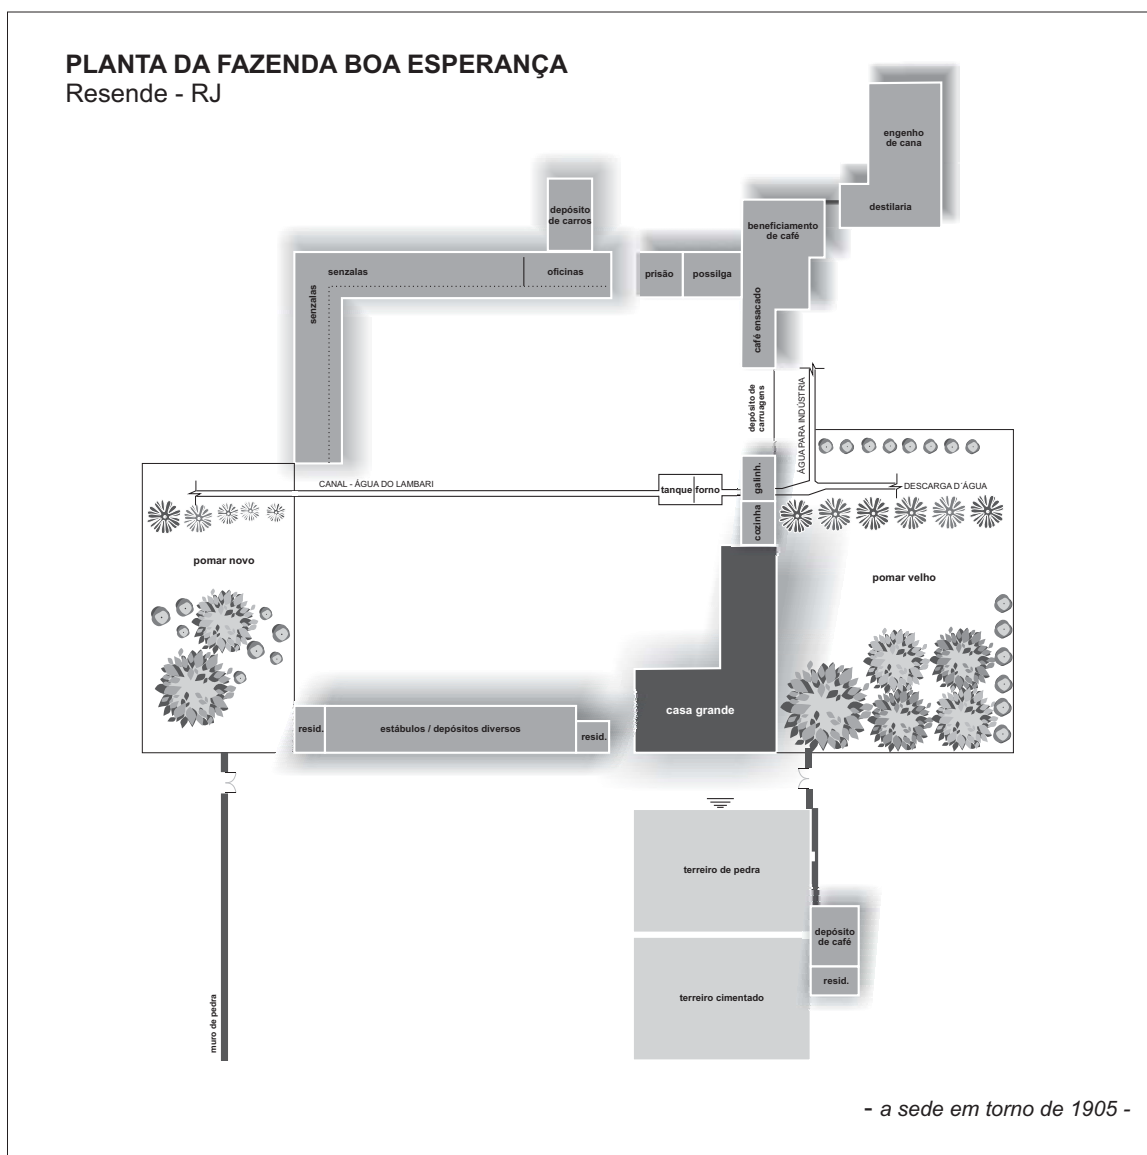 PLANTA DA FAZENDA BOA ESPERANÇA
Resende - RJ
engenho
de cana
destilaria
depósito
de carros
beneficiamento
de café
senzalas
oficinas
prisão
possilga
senzalas
café ensacado
depósito de
carruagens
ÁGUA PARA INDÚSTRIA
CANAL - ÁGUA DO LAMBARI
tanque
forno
galinh.
DESCARGA D´ÁGUA
cozinha
pomar novo
pomar velho
casa grande
resid.
estábulos / depósitos diversos
resid.
terreiro de pedra
depósito
de café
resid.
terreiro cimentado
muro de pedra
- a sede em torno de 1905 -